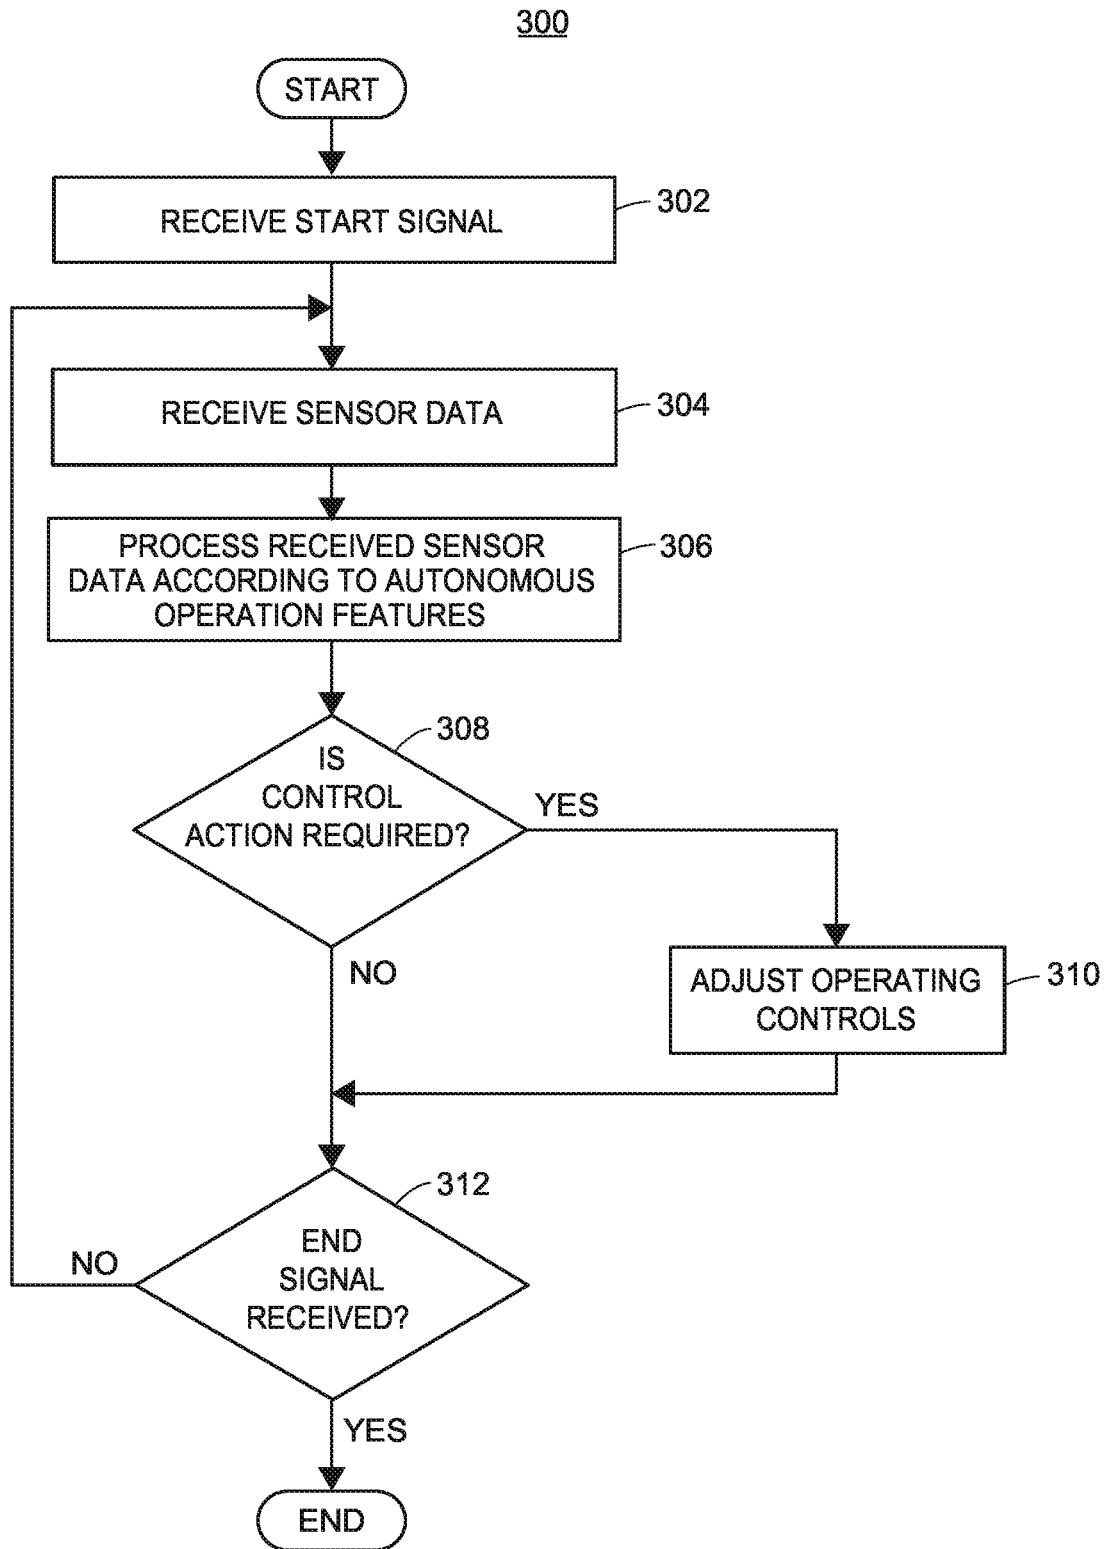 300
START
RECEIVE START SIGNAL
302
RECEIVE SENSOR DATA
304
PROCESS RECEIVED SENSOR
DATA ACCORDING TO AUTONOMOUS
OPERATION FEATURES
306
IS
CONTROL
ACTION REQUIRED?
308
YES
NO
ADJUST OPERATING
CONTROLS
310
END
SIGNAL
RECEIVED?
312
NO
YES
END